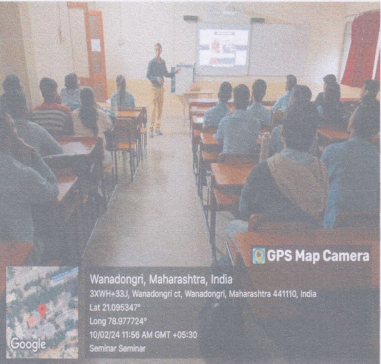 GPS Map Camera
Wanadongri, Maharashtra, India
3XWH+33J, Wanadongri ct, Wanadongri, Maharashtra 441110, India
Lat 21.095347°
Long 78.977724°
10/02/24 11:56 AM GMT +05:30
Seminar Seminar
Google